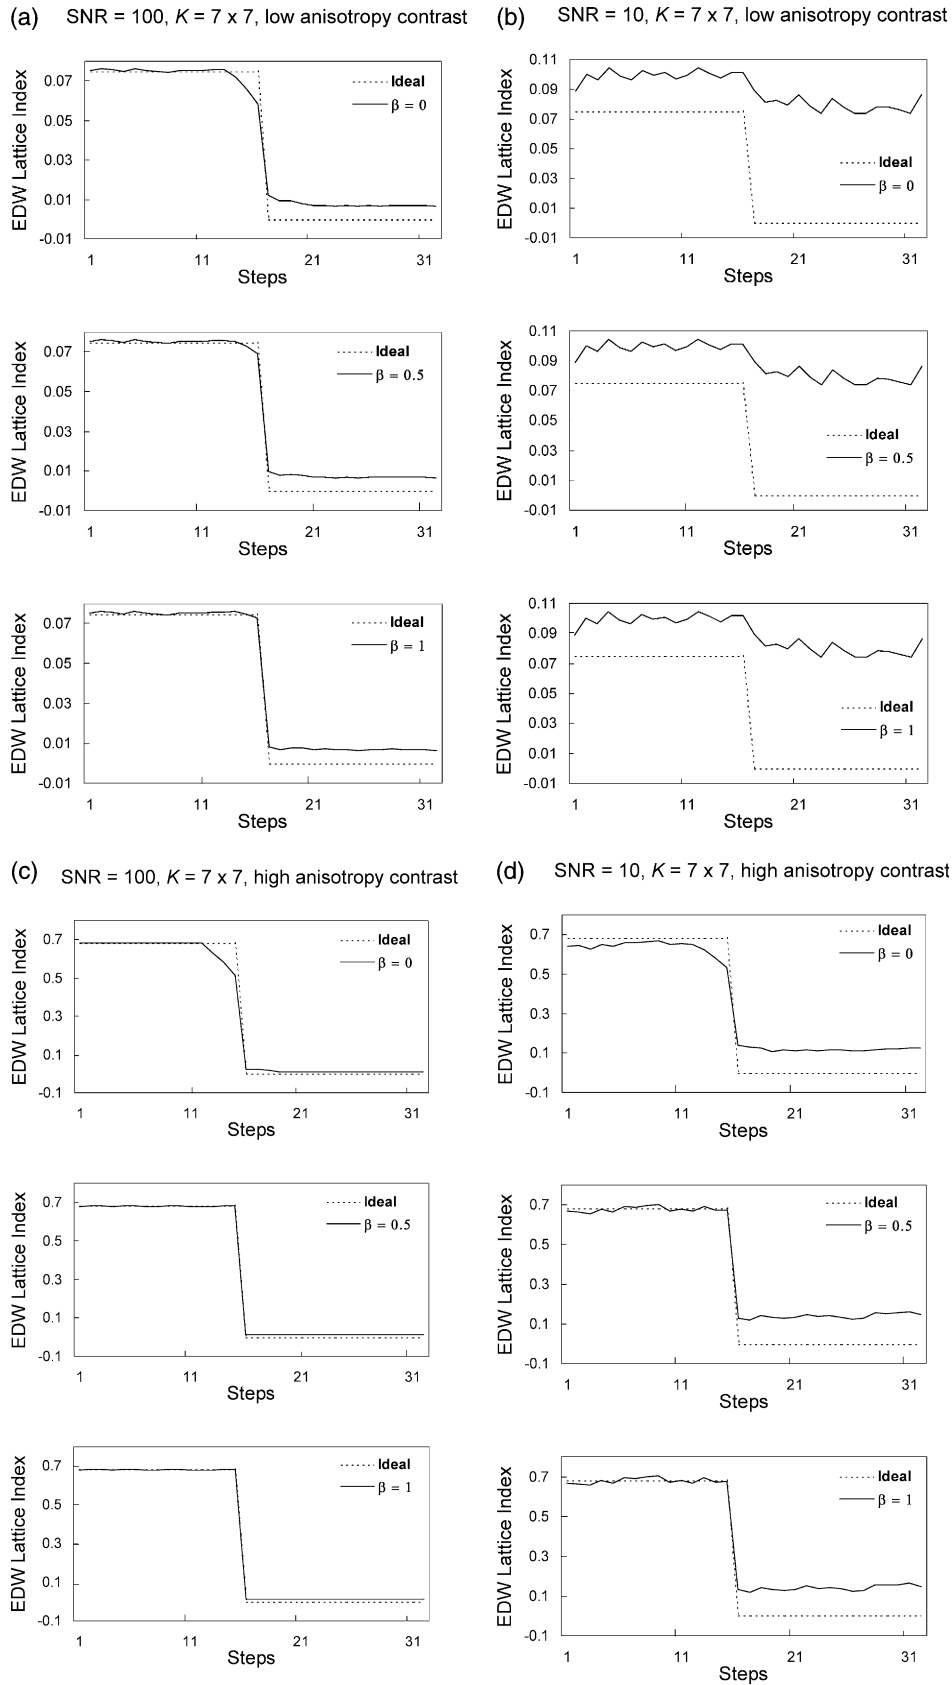 (a) SNR = 100, K = 7 x 7, low anisotropy contrast
EDW Lattice Index
0.07
0.05
0.03
0.01
-0.01
Ideal
β = 0
1 11 21 31
Steps
EDW Lattice Index
0.07
0.05
0.03
0.01
-0.01
Ideal
β = 0.5
1 11 21 31
Steps
EDW Lattice Index
0.07
0.05
0.03
0.01
-0.01
Ideal
β = 1
1 11 21 31
Steps
(b) SNR = 10, K = 7 x 7, low anisotropy contrast
EDW Lattice Index
0.11
0.09
0.07
0.05
0.03
0.01
-0.01
Ideal
β = 0
1 11 21 31
Steps
EDW Lattice Index
0.11
0.09
0.07
0.05
0.03
0.01
-0.01
Ideal
β = 0.5
1 11 21 31
Steps
EDW Lattice Index
0.11
0.09
0.07
0.05
0.03
0.01
-0.01
Ideal
β = 1
1 11 21 31
Steps
(c) SNR = 100, K = 7 x 7, high anisotropy contrast
EDW Lattice Index
0.7
0.5
0.3
0.1
-0.1
Ideal
β = 0
1 11 21 31
Steps
EDW Lattice Index
0.7
0.5
0.3
0.1
-0.1
Ideal
β = 0.5
1 11 21 31
Steps
EDW Lattice Index
0.7
0.5
0.3
0.1
-0.1
Ideal
β = 1
1 11 21 31
Steps
(d) SNR = 10, K = 7 x 7, high anisotropy contrast
EDW Lattice Index
0.7
0.5
0.3
0.1
-0.1
Ideal
β = 0
1 11 21 31
Steps
EDW Lattice Index
0.7
0.5
0.3
0.1
-0.1
Ideal
β = 0.5
1 11 21 31
Steps
EDW Lattice Index
0.7
0.5
0.3
0.1
-0.1
Ideal
β = 1
1 11 21 31
Steps